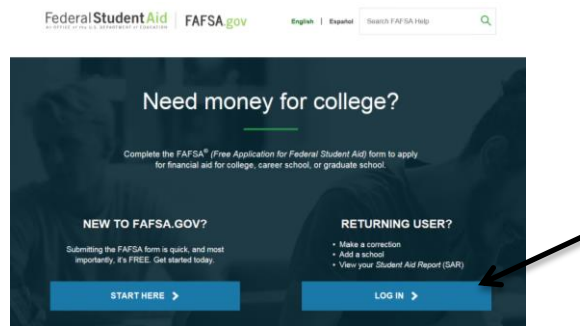 Federal Student Aid | FAFSA.gov
An OFFICE of the U.S. DEPARTMENT of EDUCATION
English | Español
Search FAFSA Help
Need money for college?
Complete the FAFSA® (Free Application for Federal Student Aid) form to apply
for financial aid for college, career school, or graduate school.
NEW TO FAFSA.GOV?
Submitting the FAFSA form is quick, and most
importantly, it's FREE. Get started today.
START HERE
RETURNING USER?
• Make a correction
• Add a school
• View your Student Aid Report (SAR)
LOG IN